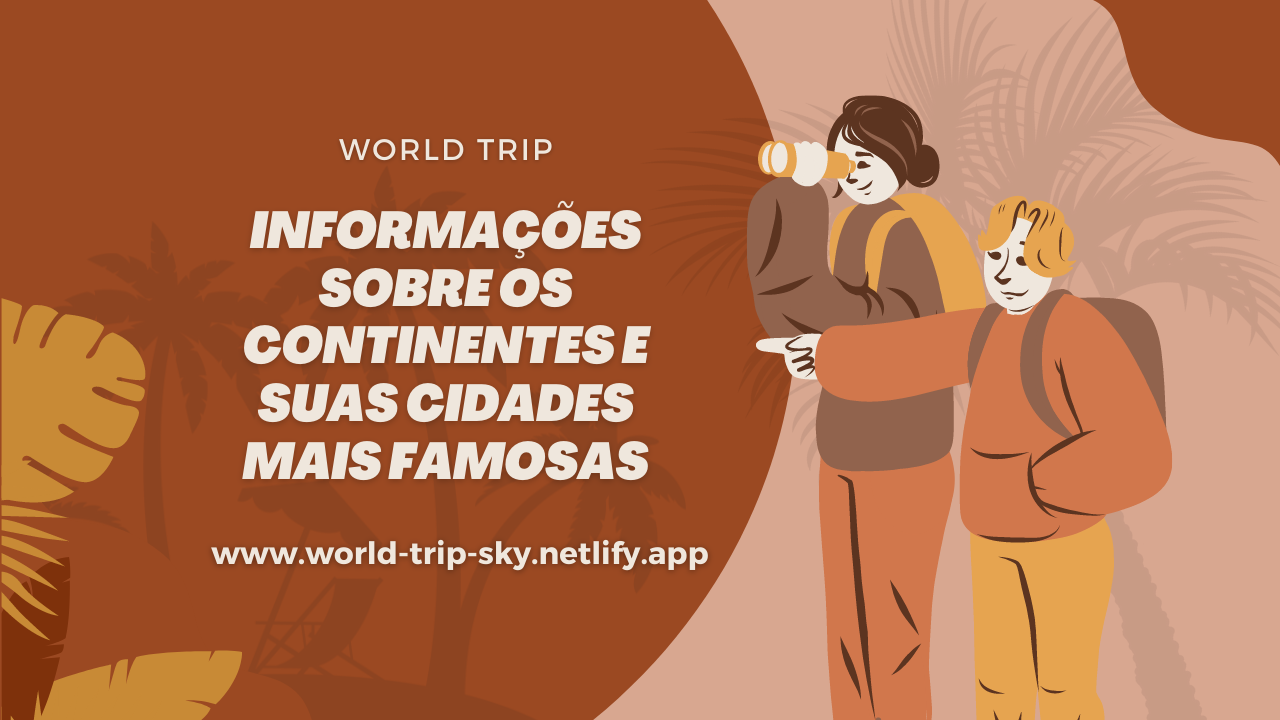 WORLD TRIP
INFORMAÇÕES
SOBRE OS
CONTINENTES E
SUAS CIDADES
MAIS FAMOSAS
www.world-trip-sky.netlify.app